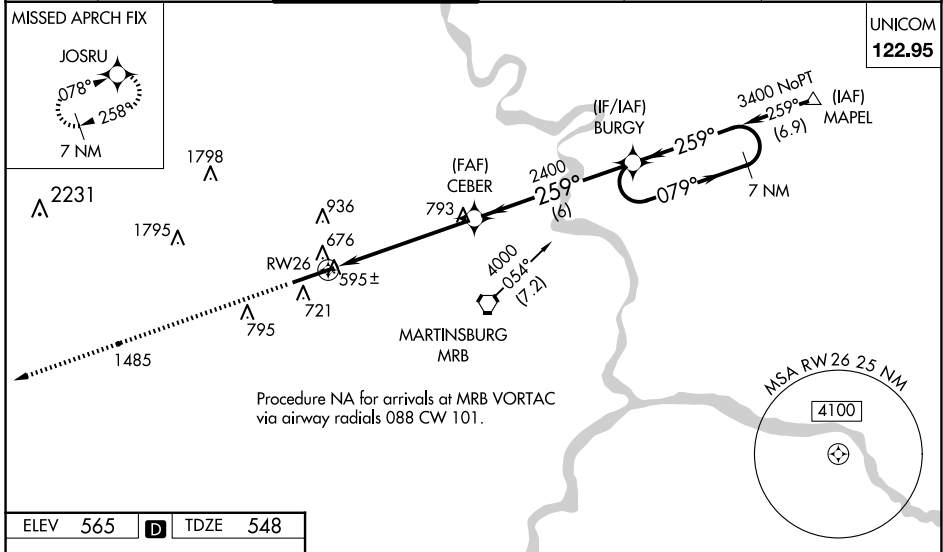 MISSED APRCH FIX
JOSRU
078°
258°
7 NM
UNICOM
122.95
2231
1798
1795
936
676
RW26
595±
721
795
1485
(FAF)
CEBER
793
2400
259°
(6)
(IF/IAF)
BURGY
259°
079°
7 NM
3400 NoPT
259°
(6.9)
(IAF)
MAPEL
4000
054°
(7.2)
MARTINSBURG
MRB
Procedure NA for arrivals at MRB VORTAC
via airway radials 088 CW 101.
MSA RW26 25 NM
4100
ELEV 565 D TDZE 548